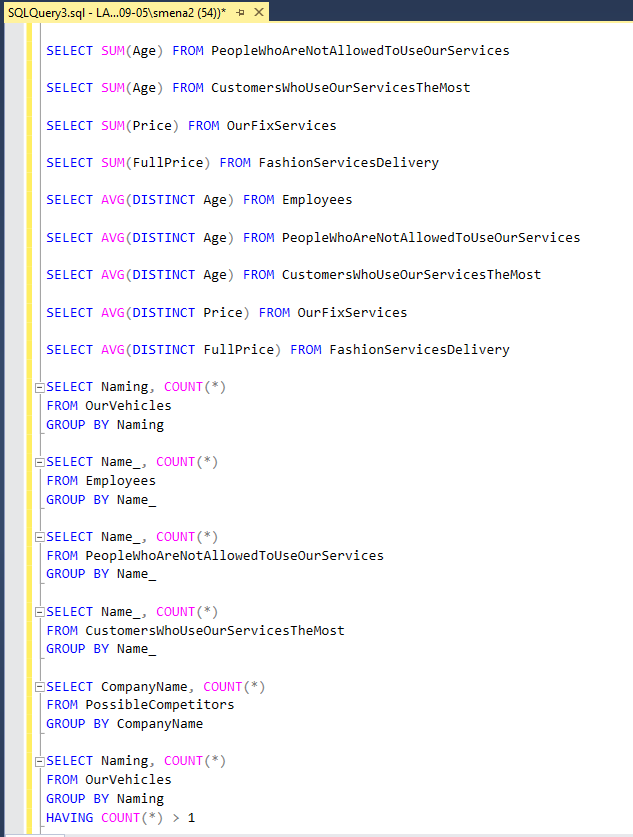 SQLQuery3.sql - LA...09-05\smena2 (54))*
SELECT SUM(Age) FROM PeopleWhoAreNotAllowedToUseOurServices
SELECT SUM(Age) FROM CustomersWhoUseOurServicesTheMost
SELECT SUM(Price) FROM OurFixServices
SELECT SUM(FullPrice) FROM FashionServicesDelivery
SELECT AVG(DISTINCT Age) FROM Employees
SELECT AVG(DISTINCT Age) FROM PeopleWhoAreNotAllowedToUseOurServices
SELECT AVG(DISTINCT Age) FROM CustomersWhoUseOurServicesTheMost
SELECT AVG(DISTINCT Price) FROM OurFixServices
SELECT AVG(DISTINCT FullPrice) FROM FashionServicesDelivery
SELECT Naming, COUNT(*)
FROM OurVehicles
GROUP BY Naming
SELECT Name_, COUNT(*)
FROM Employees
GROUP BY Name_
SELECT Name_, COUNT(*)
FROM PeopleWhoAreNotAllowedToUseOurServices
GROUP BY Name_
SELECT Name_, COUNT(*)
FROM CustomersWhoUseOurServicesTheMost
GROUP BY Name_
SELECT CompanyName, COUNT(*)
FROM PossibleCompetitors
GROUP BY CompanyName
SELECT Naming, COUNT(*)
FROM OurVehicles
GROUP BY Naming
HAVING COUNT(*) > 1